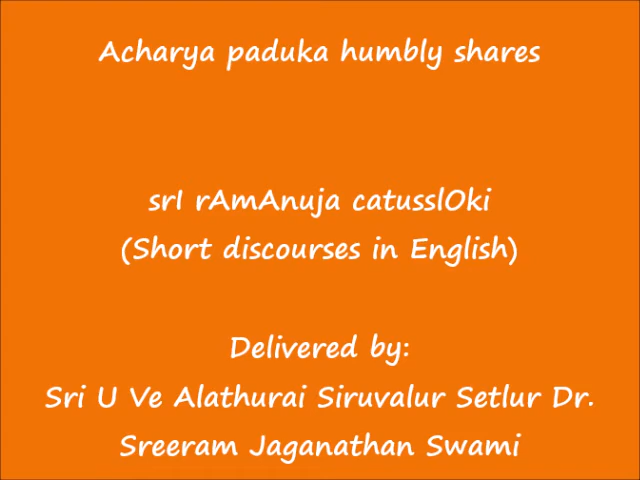 Acharya paduka humbly shares
srI rAmAnuja catusslOki
(Short discourses in English)
Delivered by:
Sri U Ve Alathurai Siruvalur Setlur Dr.
Sreeram Jaganathan Swami